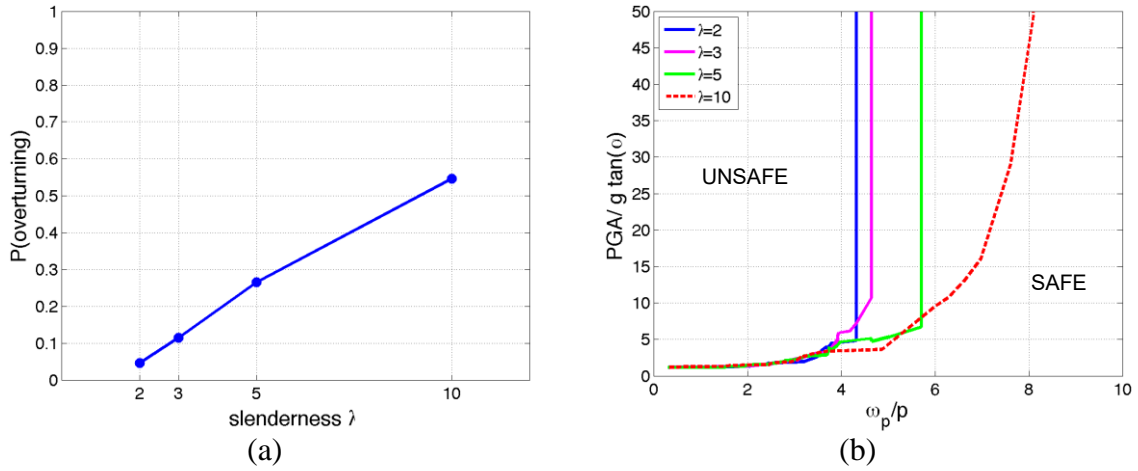 1
0.9
0.8
0.7
0.6
0.5
0.4
0.3
0.2
0.1
0
P(overturning)
2 3 5 10
slenderness λ
(a)
50
45
40
35
30
25
20
15
10
5
0
PGA/ g tan(α)
λ=2
λ=3
λ=5
λ=10
UNSAFE
SAFE
0 2 4 6 8 10
ω_p/p
(b)